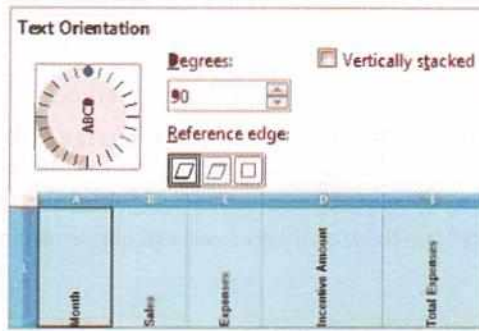 Text Orientation
Degrees:
Vertically stacked
90
ABCD
Reference edge:
A B C D E
Month Sales Expenses Incentive Amount Total Expenses